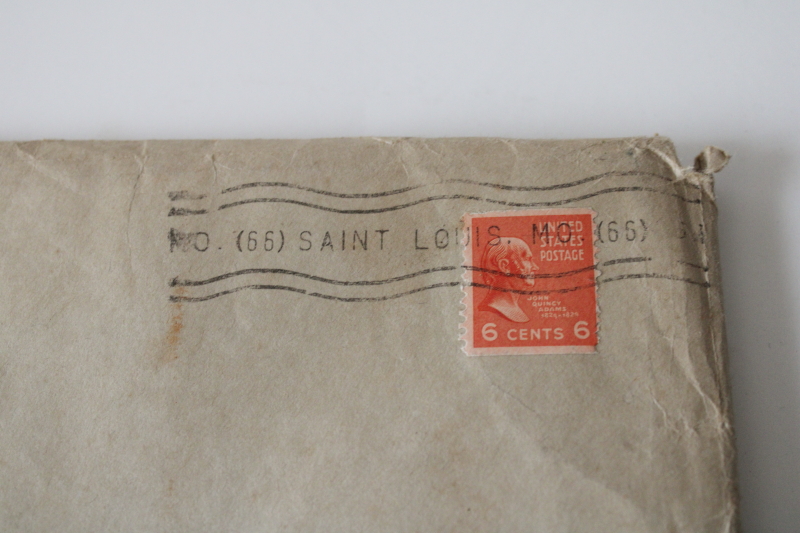 MO. (66) SAINT LOUIS, MO. (66) S
UNITED
STATES
POSTAGE
JOHN
QUINCY
ADAMS
6 CENTS 6